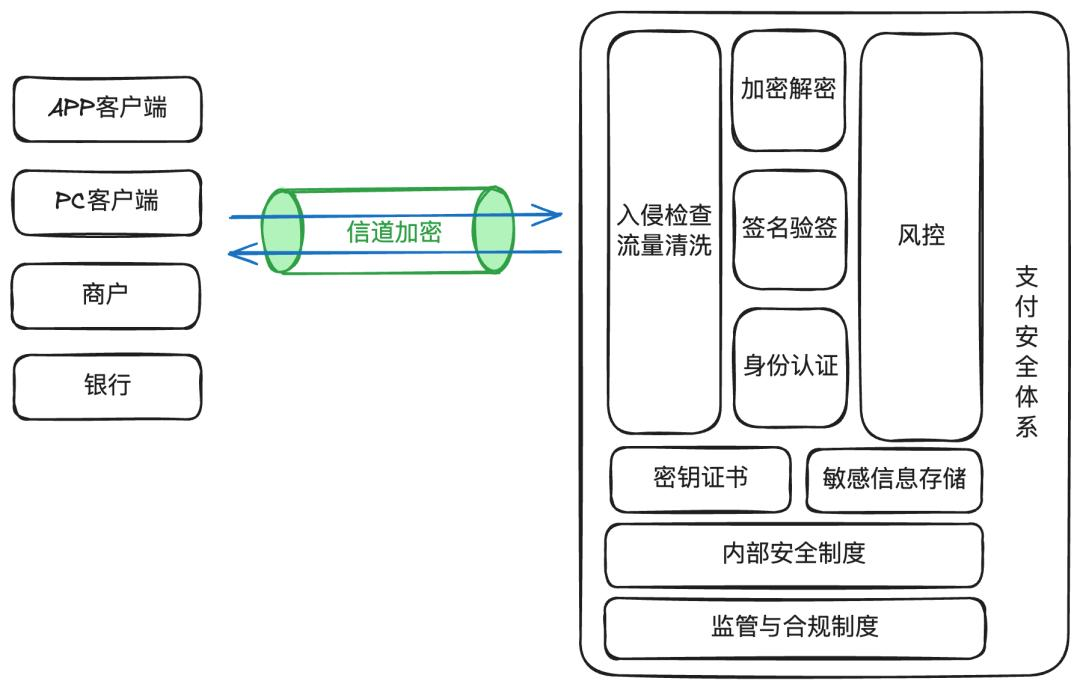 APP客户端
PC客户端
商户
银行
信道加密
入侵检查
流量清洗
加密解密
签名验签
身份认证
风控
密钥证书
敏感信息存储
内部安全制度
监管与合规制度
支付安全体系